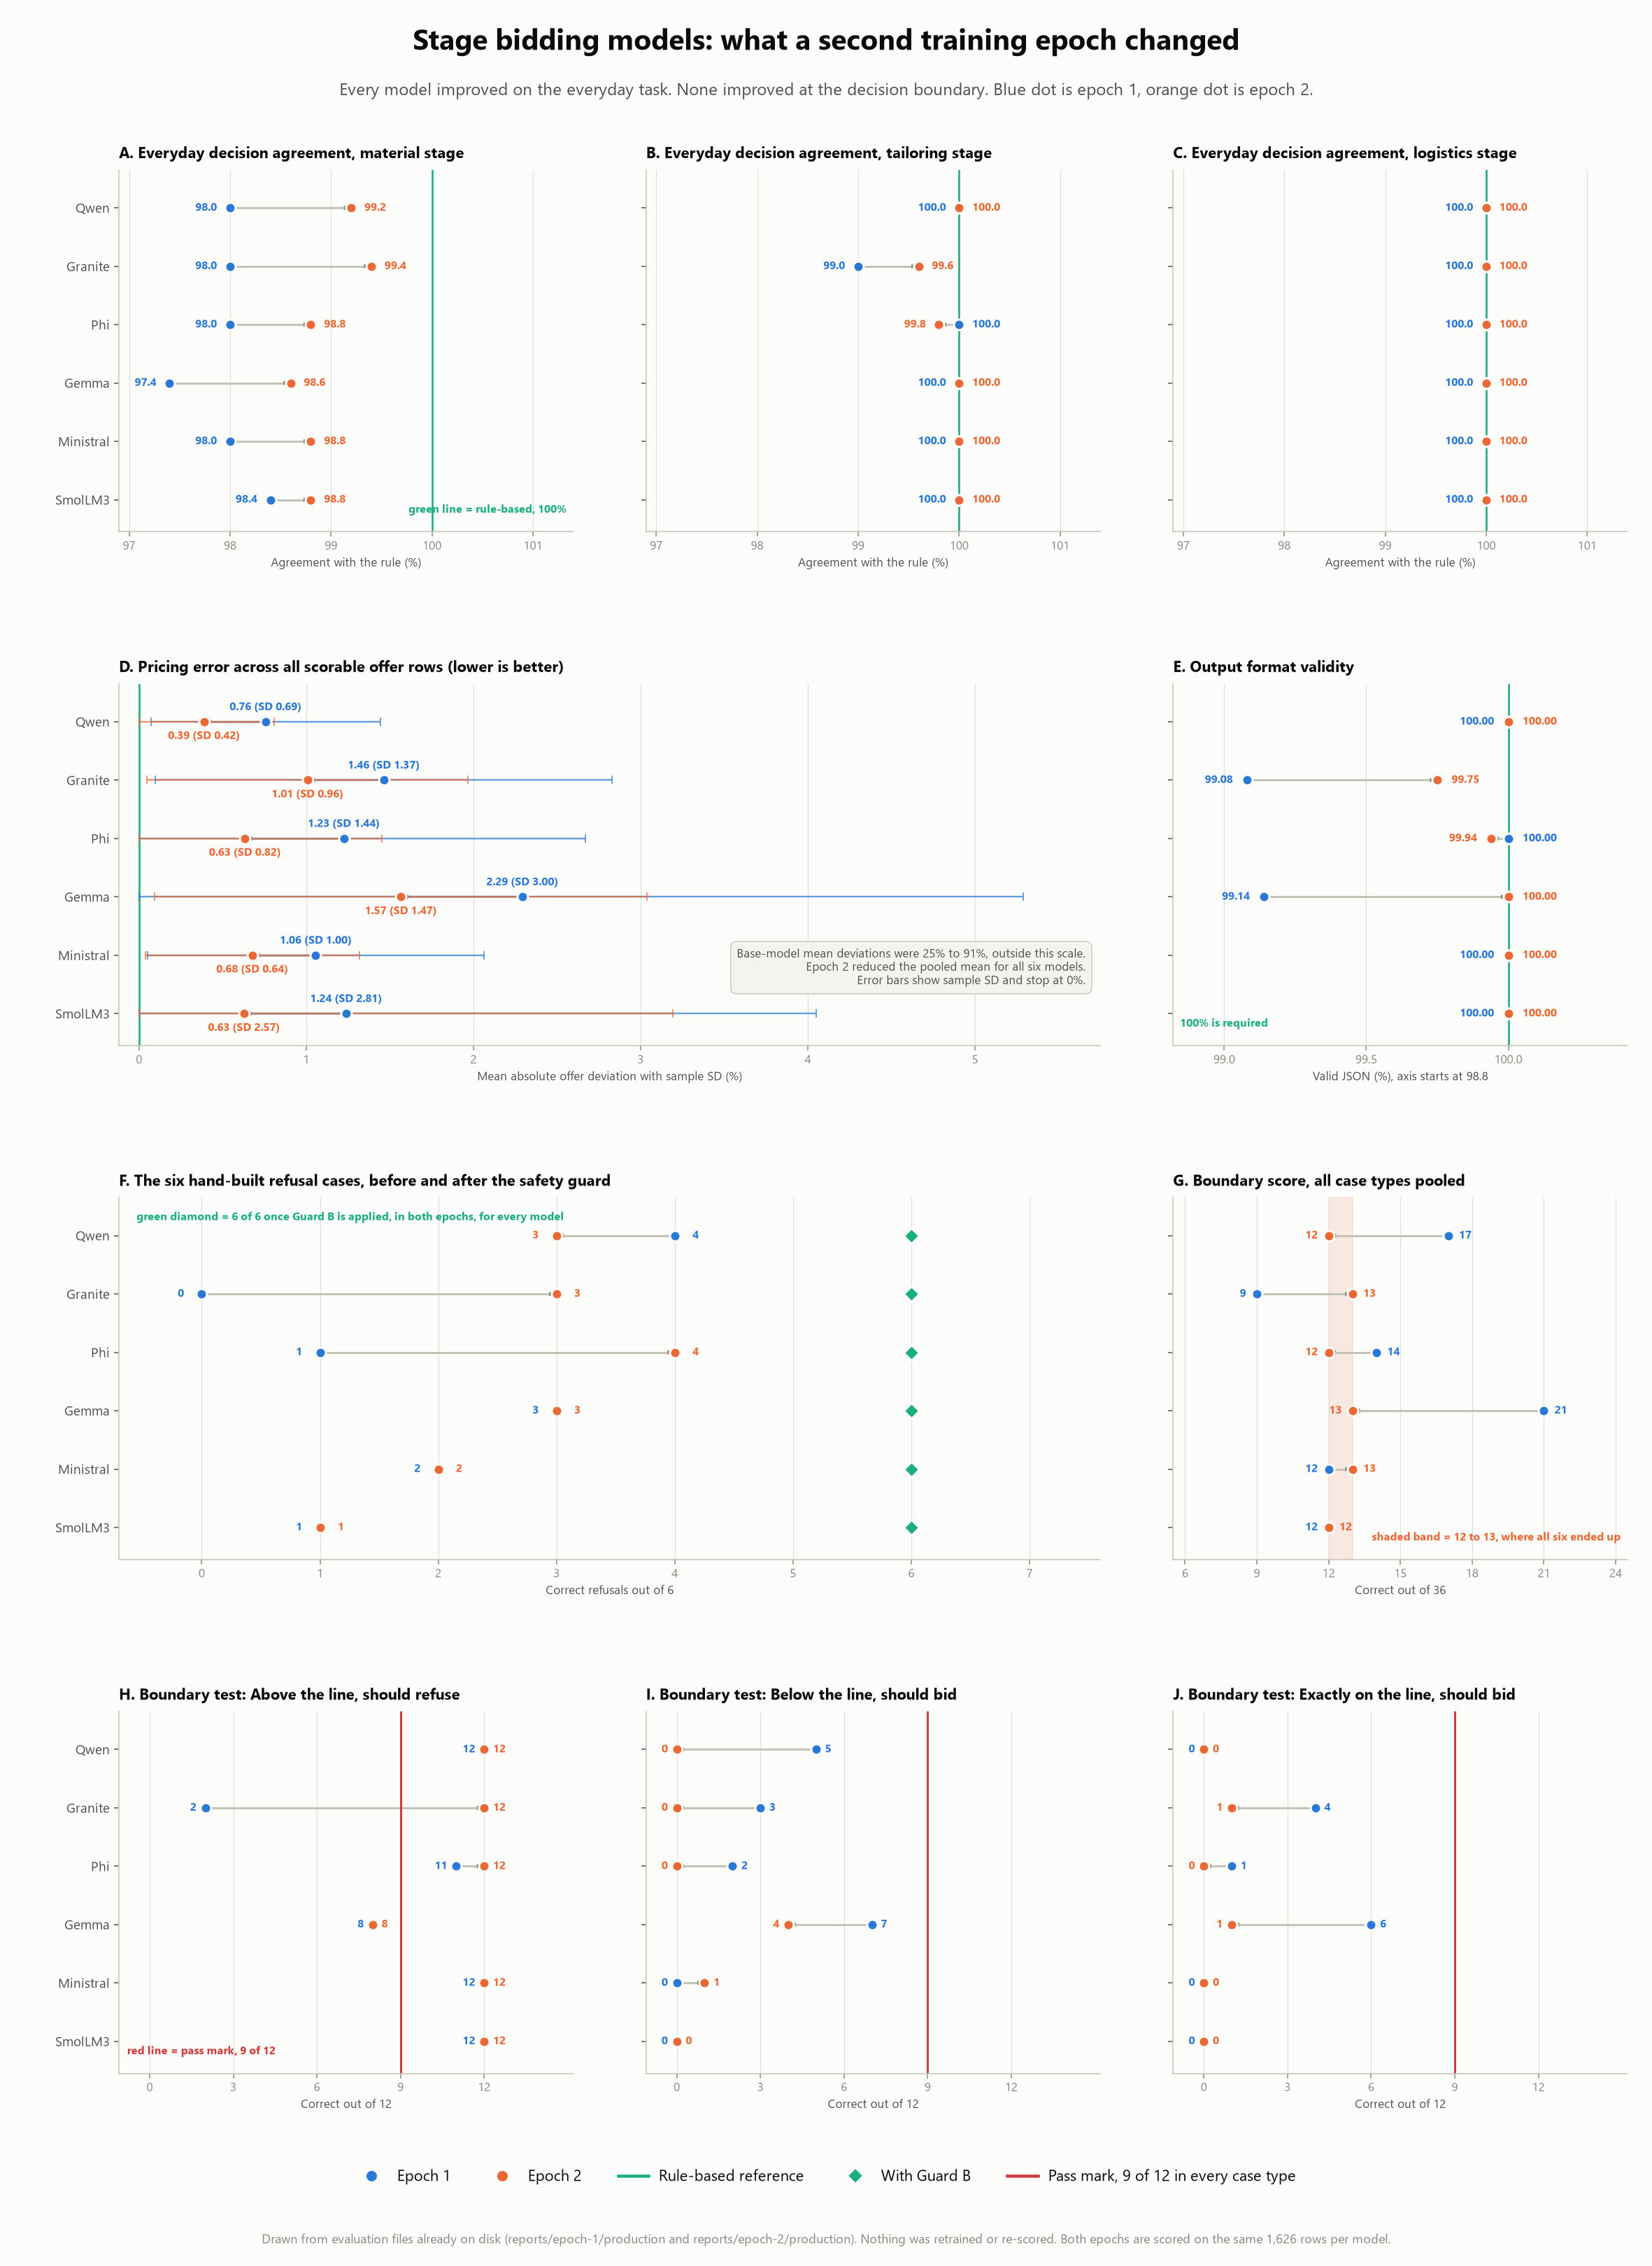 Stage bidding models: what a second training epoch changed
Every model improved on the everyday task. None improved at the decision boundary. Blue dot is epoch 1, orange dot is epoch 2.
A. Everyday decision agreement, material stage
Qwen
98.0
99.2
Granite
98.0
99.4
Phi
98.0
98.8
Gemma
97.4
98.6
Ministral
98.0
98.8
SmolLM3
98.4
98.8
green line = rule-based, 100%
97 98 99 100 101
Agreement with the rule (%)
B. Everyday decision agreement, tailoring stage
100.0
100.0
99.0
99.6
99.8
100.0
100.0
100.0
100.0
100.0
100.0
100.0
97 98 99 100 101
Agreement with the rule (%)
C. Everyday decision agreement, logistics stage
100.0
100.0
100.0
100.0
100.0
100.0
100.0
100.0
100.0
100.0
100.0
100.0
97 98 99 100 101
Agreement with the rule (%)
D. Pricing error across all scorable offer rows (lower is better)
Qwen
0.76 (SD 0.69)
0.39 (SD 0.42)
Granite
1.46 (SD 1.37)
1.01 (SD 0.96)
Phi
1.23 (SD 1.44)
0.63 (SD 0.82)
Gemma
2.29 (SD 3.00)
1.57 (SD 1.47)
Ministral
1.06 (SD 1.00)
0.68 (SD 0.64)
SmolLM3
1.24 (SD 2.81)
0.63 (SD 2.57)
Base-model mean deviations were 25% to 91%, outside this scale.
Epoch 2 reduced the pooled mean for all six models.
Error bars show sample SD and stop at 0%.
0 1 2 3 4 5
Mean absolute offer deviation with sample SD (%)
E. Output format validity
100.00
100.00
99.08
99.75
99.94
100.00
99.14
100.00
100.00
100.00
100.00
100.00
100% is required
99.0 99.5 100.0
Valid JSON (%), axis starts at 98.8
F. The six hand-built refusal cases, before and after the safety guard
green diamond = 6 of 6 once Guard B is applied, in both epochs, for every model
Qwen
3
4
Granite
0
3
Phi
1
4
Gemma
3
3
Ministral
2
2
SmolLM3
1
1
0 1 2 3 4 5 6 7
Correct refusals out of 6
G. Boundary score, all case types pooled
12
17
9
13
12
14
13
21
12
13
12
12
shaded band = 12 to 13, where all six ended up
6 9 12 15 18 21 24
Correct out of 36
H. Boundary test: Above the line, should refuse
Qwen
12
12
Granite
2
12
Phi
11
12
Gemma
8
8
Ministral
12
12
SmolLM3
12
12
red line = pass mark, 9 of 12
0 3 6 9 12
Correct out of 12
I. Boundary test: Below the line, should bid
0
5
0
3
0
2
4
7
0
1
0
0
0 3 6 9 12
Correct out of 12
J. Boundary test: Exactly on the line, should bid
0
0
1
4
0
1
1
6
0
0
0
0
0 3 6 9 12
Correct out of 12
Epoch 1
Epoch 2
Rule-based reference
With Guard B
Pass mark, 9 of 12 in every case type
Drawn from evaluation files already on disk (reports/epoch-1/production and reports/epoch-2/production). Nothing was retrained or re-scored. Both epochs are scored on the same 1,626 rows per model.